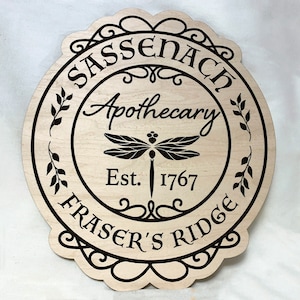 SASSENACH
Apothecary
Est. 1767
FRASER'S RIDGE